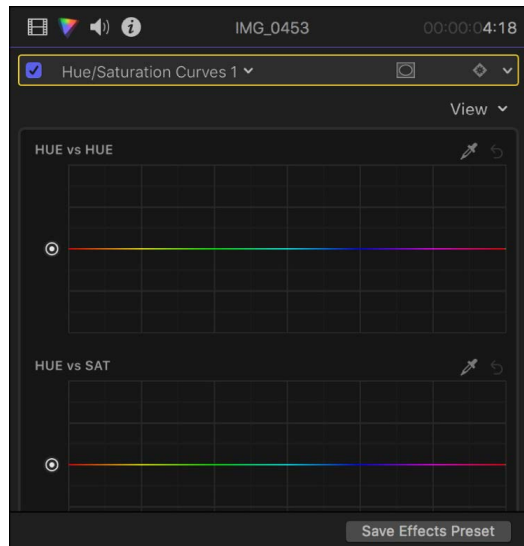 IMG_0453 00:00:04:18
Hue/Saturation Curves 1
View
HUE vs HUE
HUE vs SAT
Save Effects Preset